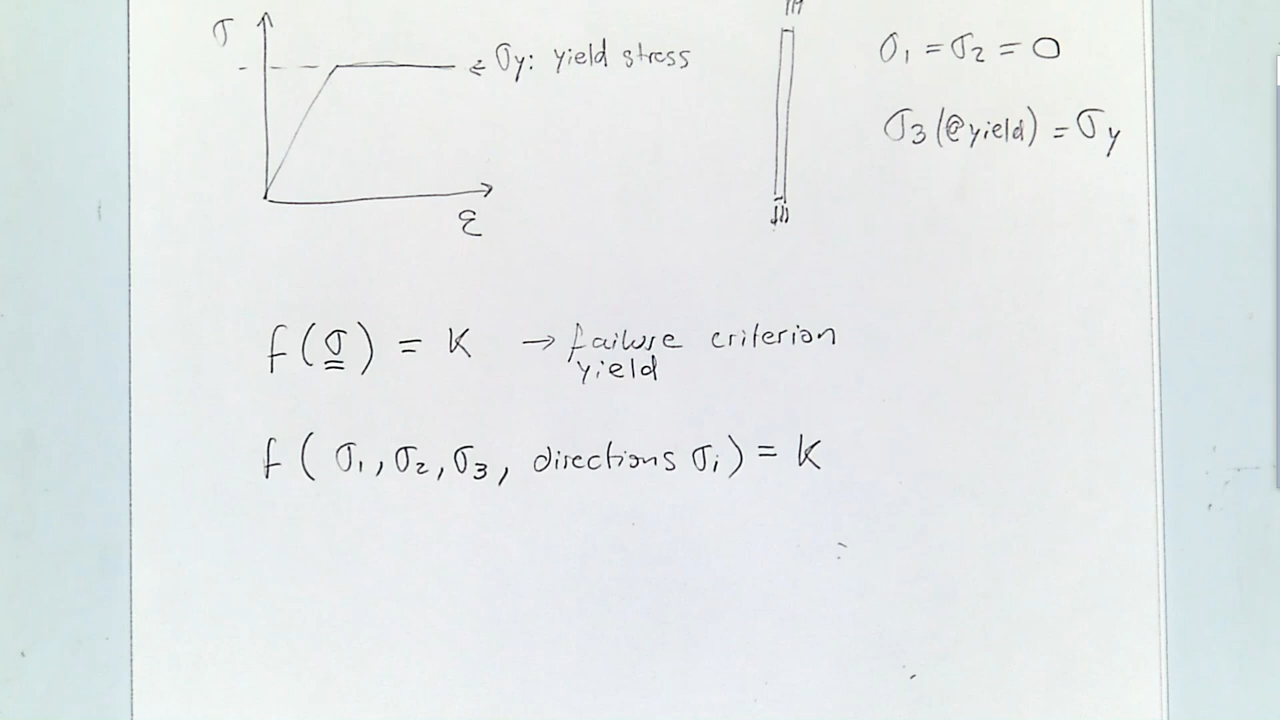 σ
← σy: yield stress
ε
σ1 = σ2 = 0
σ3 (@yield) = σy
f(σ) = K → failure criterion
yield
f( σ1, σ2, σ3, directions σi) = K